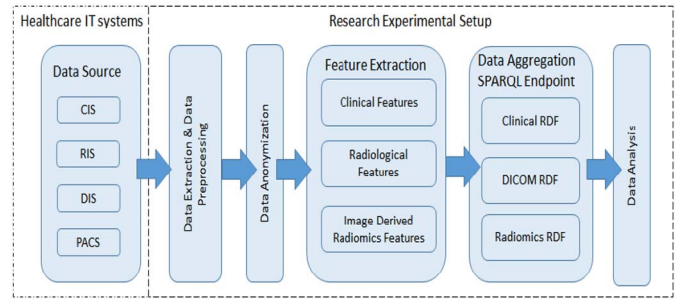 Healthcare IT systems
Research Experimental Setup
Data Source
CIS
RIS
DIS
PACS
Data Extraction & Data
Preprocessing
Data Anonymization
Feature Extraction
Clinical Features
Radiological
Features
Image Derived
Radiomics Features
Data Aggregation
SPARQL Endpoint
Clinical RDF
DICOM RDF
Radiomics RDF
Data Analysis